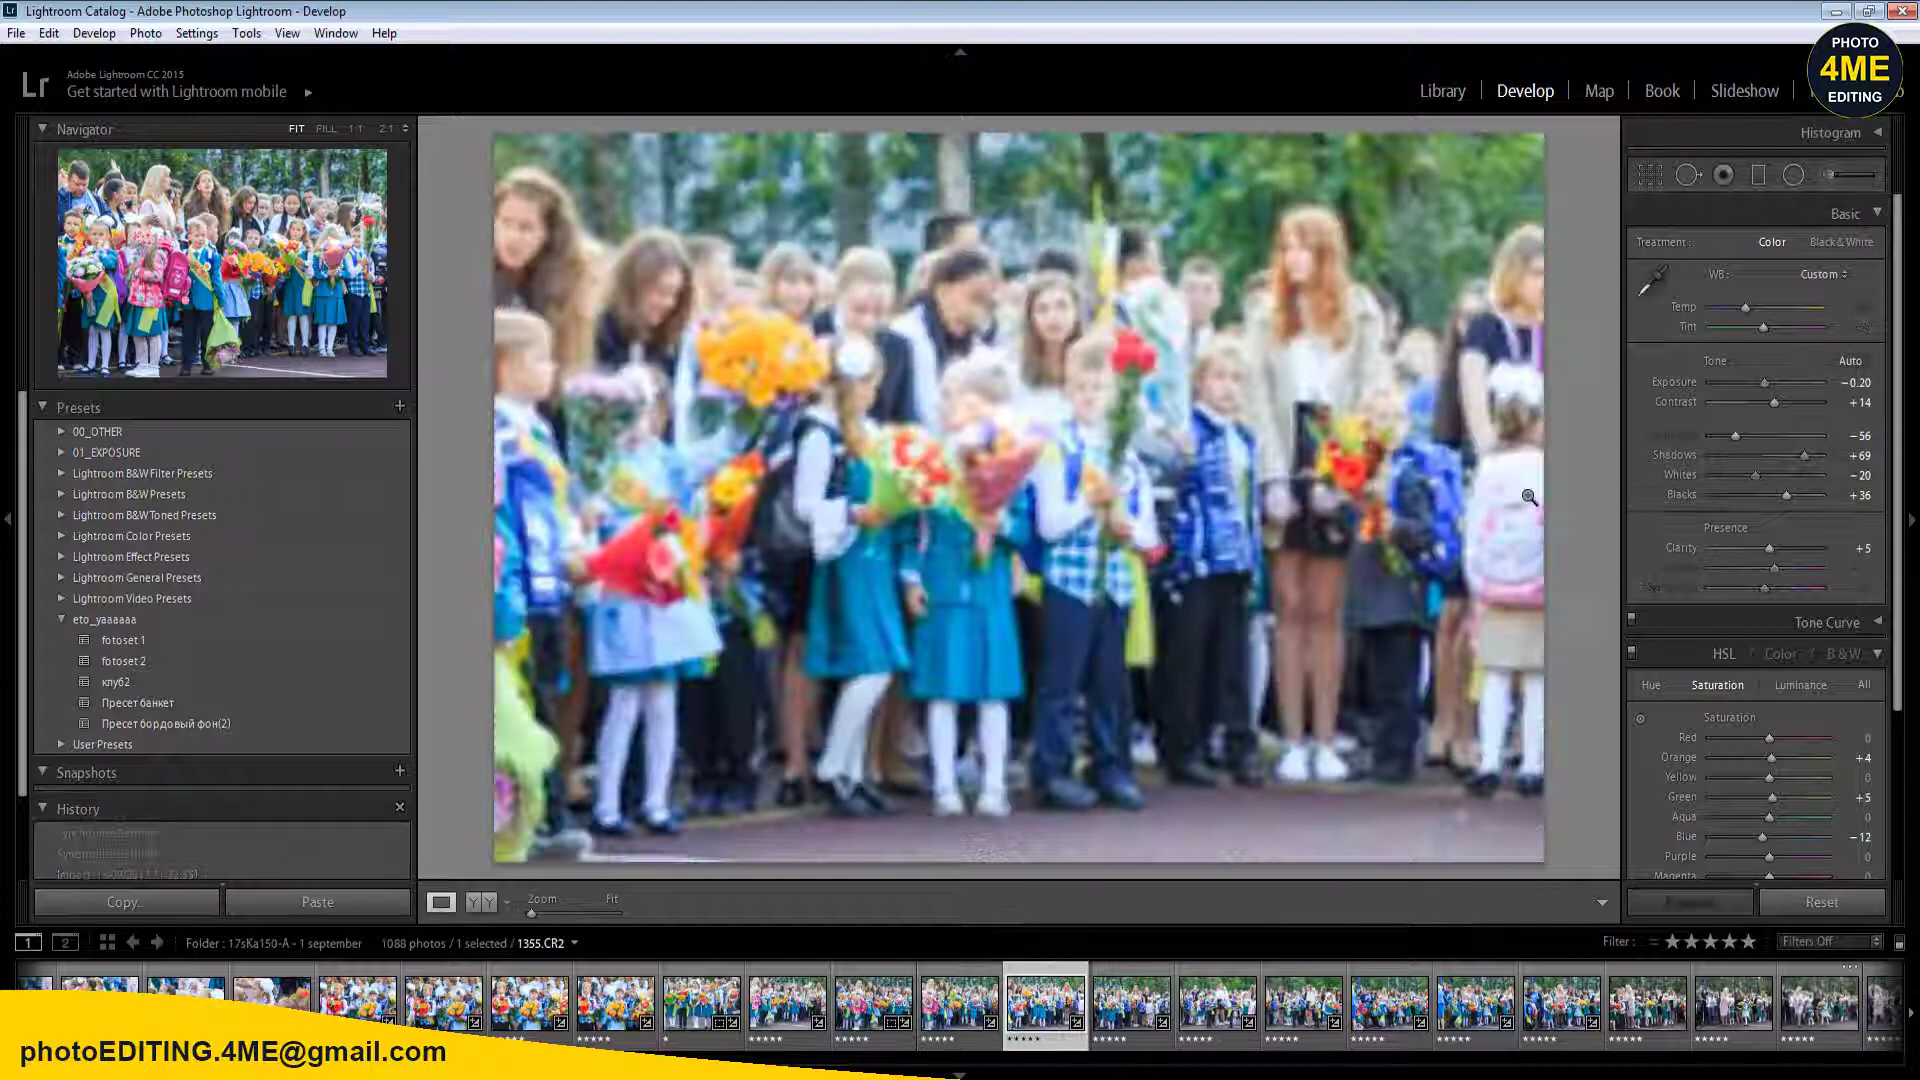 Lightroom Catalog - Adobe Photoshop Lightroom - Develop
File Edit Develop Photo Settings Tools View Window Help
PHOTO
4ME
EDITING
Lr
Adobe Lightroom CC 2015
Get started with Lightroom mobile
Library Develop Map Book Slideshow
Navigator
FIT FILL 1:1 2:1
Presets
00_OTHER
01_EXPOSURE
Lightroom B&W Filter Presets
Lightroom B&W Presets
Lightroom B&W Toned Presets
Lightroom Color Presets
Lightroom Effect Presets
Lightroom General Presets
Lightroom Video Presets
eto_yaaaaaa
fotoset 1
fotoset 2
клуб2
Пресет банкет
Пресет бордовый фон(2)
User Presets
Snapshots
History
Copy...
Paste
Zoom Fit
Histogram
Basic
Treatment : Color Black & White
WB : Custom
Temp
Tint
Tone Auto
Exposure -0.20
Contrast +14
-56
Shadows +69
Whites -20
Blacks +36
Presence
Clarity +5
Tone Curve
HSL / Color / B & W
Hue Saturation Luminance All
Saturation
Red 0
Orange +4
Yellow 0
Green +5
Aqua 0
Blue -12
Purple 0
Magenta
Reset
1 2
Folder : 17sKa150-A - 1 september
1088 photos / 1 selected / 1355.CR2
Filter :
Filters Off
photoEDITING.4ME@gmail.com